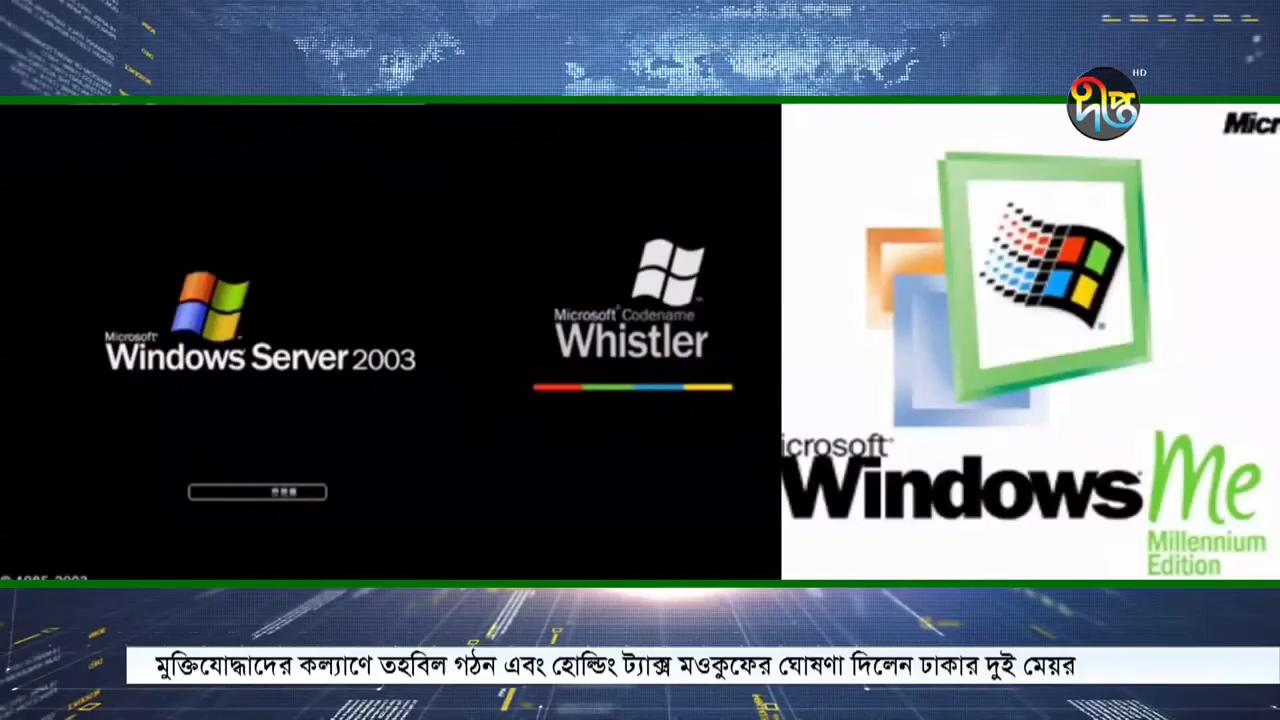 HD
দীপ্ত
Micr
Microsoft
Windows Server 2003
Microsoft Codename
Whistler
icrosoft
Windows Me
Millennium
Edition
মুক্তিযোদ্ধাদের কল্যাণে তহবিল গঠন এবং হোল্ডিং ট্যাক্স মওকুফের ঘোষণা দিলেন ঢাকার দুই মেয়র